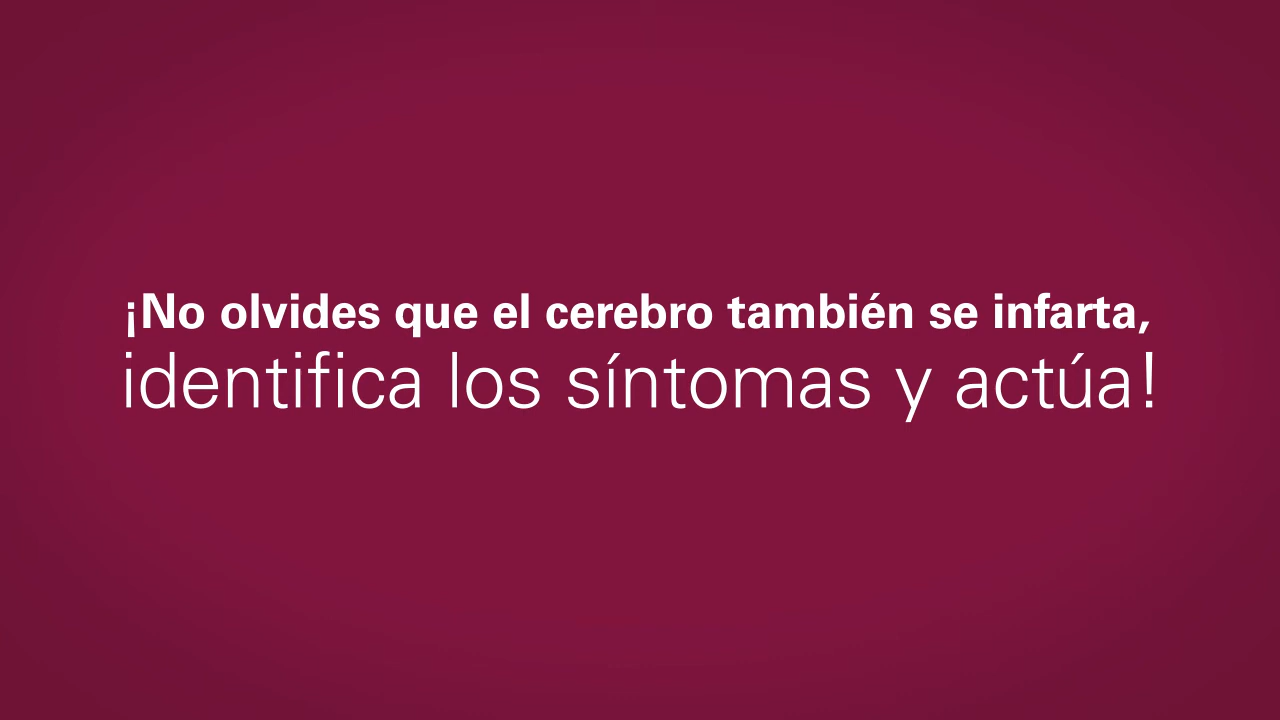 ¡No olvides que el cerebro también se infarta,
identifica los síntomas y actúa!